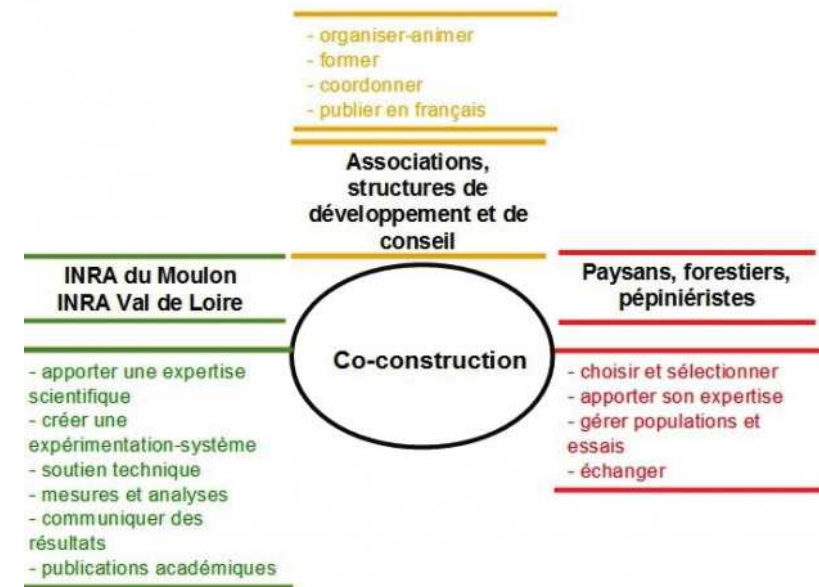 - organiser-animer
- former
- coordonner
- publier en français
Associations,
structures de
développement et de
conseil
INRA du Moulon
INRA Val de Loire
- apporter une expertise
scientifique
- créer une
expérimentation-système
- soutien technique
- mesures et analyses
- communiquer des
résultats
- publications académiques
Co-construction
Paysans, forestiers,
pépiniéristes
- choisir et sélectionner
- apporter son expertise
- gérer populations et
essais
- échanger